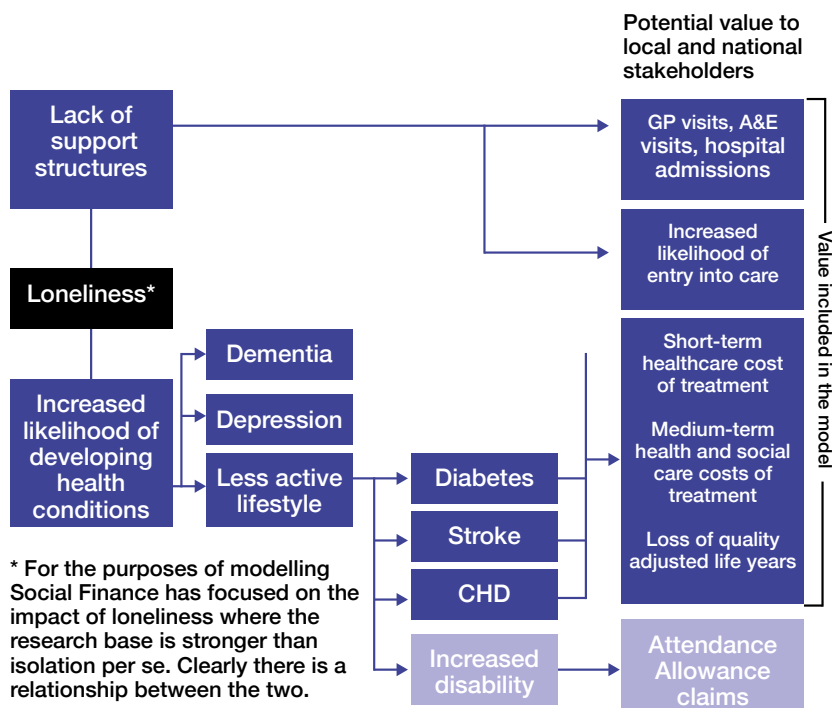 Potential value to
local and national
stakeholders
Lack of
support
structures
GP visits, A&E
visits, hospital
admissions
Increased
likelihood of
entry into care
Loneliness*
Increased
likelihood of
developing
health
conditions
Dementia
Depression
Less active
lifestyle
Diabetes
Stroke
CHD
Increased
disability
Short-term
healthcare cost
of treatment
Medium-term
health and social
care costs of
treatment
Loss of quality
adjusted life years
Attendance
Allowance
claims
Value included in the model
* For the purposes of modelling
Social Finance has focused on the
impact of loneliness where the
research base is stronger than
isolation per se. Clearly there is a
relationship between the two.